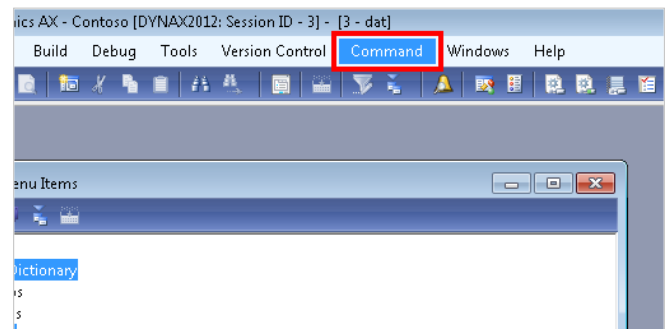 ics AX - Contoso [DYNAX2012: Session ID - 3] - [3 - dat]
Build Debug Tools Version Control Command Windows Help
enu Items
Dictionary
s
s